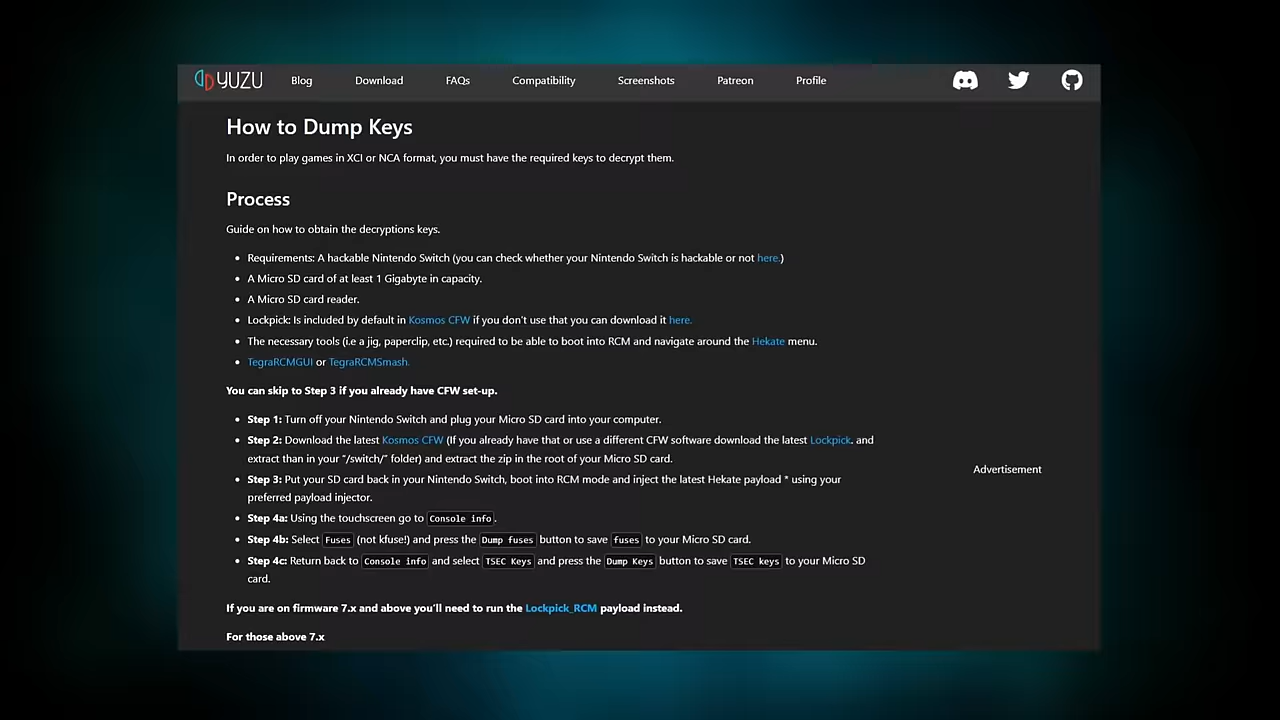 YUZU Blog Download FAQs Compatibility Screenshots Patreon Profile
How to Dump Keys
In order to play games in XCI or NCA format, you must have the required keys to decrypt them.
Process
Guide on how to obtain the decryptions keys.
Requirements: A hackable Nintendo Switch (you can check whether your Nintendo Switch is hackable or not here.)
A Micro SD card of at least 1 Gigabyte in capacity.
A Micro SD card reader.
Lockpick: Is included by default in Kosmos CFW if you don't use that you can download it here.
The necessary tools (i.e a jig, paperclip, etc.) required to be able to boot into RCM and navigate around the Hekate menu.
TegraRCMGUI or TegraRCMSmash.
You can skip to Step 3 if you already have CFW set-up.
Step 1: Turn off your Nintendo Switch and plug your Micro SD card into your computer.
Step 2: Download the latest Kosmos CFW (If you already have that or use a different CFW software download the latest Lockpick. and
extract than in your "/switch/" folder) and extract the zip in the root of your Micro SD card.
Step 3: Put your SD card back in your Nintendo Switch, boot into RCM mode and inject the latest Hekate payload * using your
preferred payload injector.
Advertisement
Step 4a: Using the touchscreen go to Console info.
Step 4b: Select Fuses (not kfuse!) and press the Dump fuses button to save fuses to your Micro SD card.
Step 4c: Return back to Console info and select TSEC Keys and press the Dump Keys button to save TSEC keys to your Micro SD
card.
If you are on firmware 7.x and above you'll need to run the Lockpick_RCM payload instead.
For those above 7.x